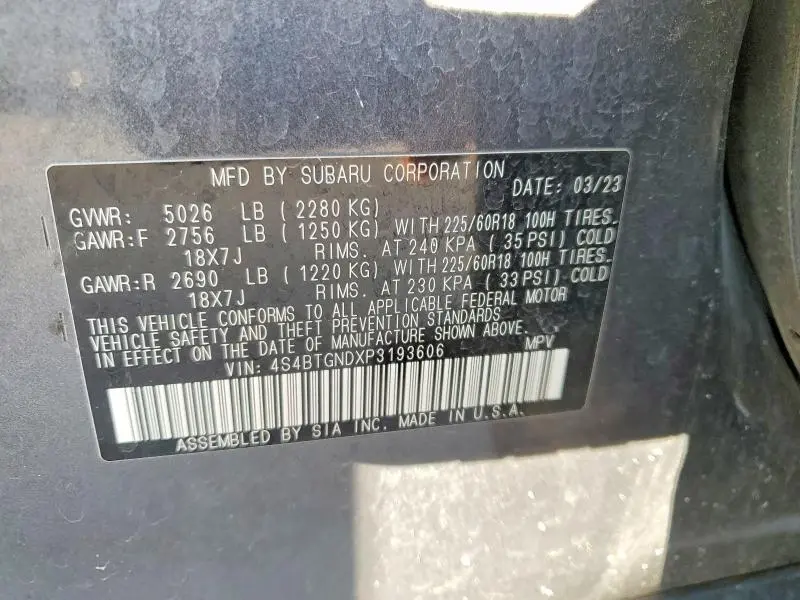 MFD BY SUBARU CORPORATION DATE: 03/23
GVWR: 5026 LB (2280 KG)
GAWR:F 2756 LB (1250 KG) WITH 225/60R18 100H TIRES.
18X7J RIMS. AT 240 KPA (35 PSI) COLD
GAWR:R 2690 LB (1220 KG) WITH 225/60R18 100H TIRES.
18X7J RIMS. AT 230 KPA (33 PSI) COLD
THIS VEHICLE CONFORMS TO ALL APPLICABLE FEDERAL MOTOR
VEHICLE SAFETY AND THEFT PREVENTION STANDARDS
IN EFFECT ON THE DATE OF MANUFACTURE SHOWN ABOVE.
VIN: 4S4BTGNDXP3193606 MPV
ASSEMBLED BY SIA INC. MADE IN U.S.A.